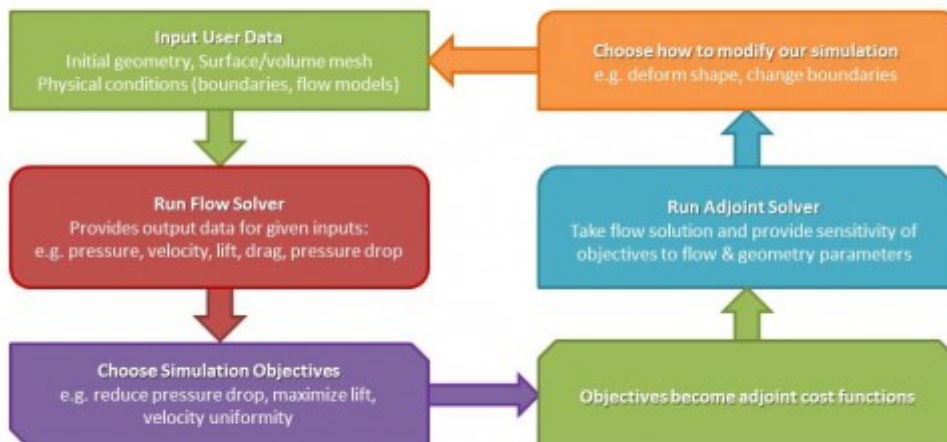 Input User Data
Initial geometry, Surface/volume mesh
Physical conditions (boundaries, flow models)
Run Flow Solver
Provides output data for given inputs:
e.g. pressure, velocity, lift, drag, pressure drop
Choose Simulation Objectives
e.g. reduce pressure drop, maximize lift,
velocity uniformity
Objectives become adjoint cost functions
Run Adjoint Solver
Take flow solution and provide sensitivity of
objectives to flow & geometry parameters
Choose how to modify our simulation
e.g. deform shape, change boundaries